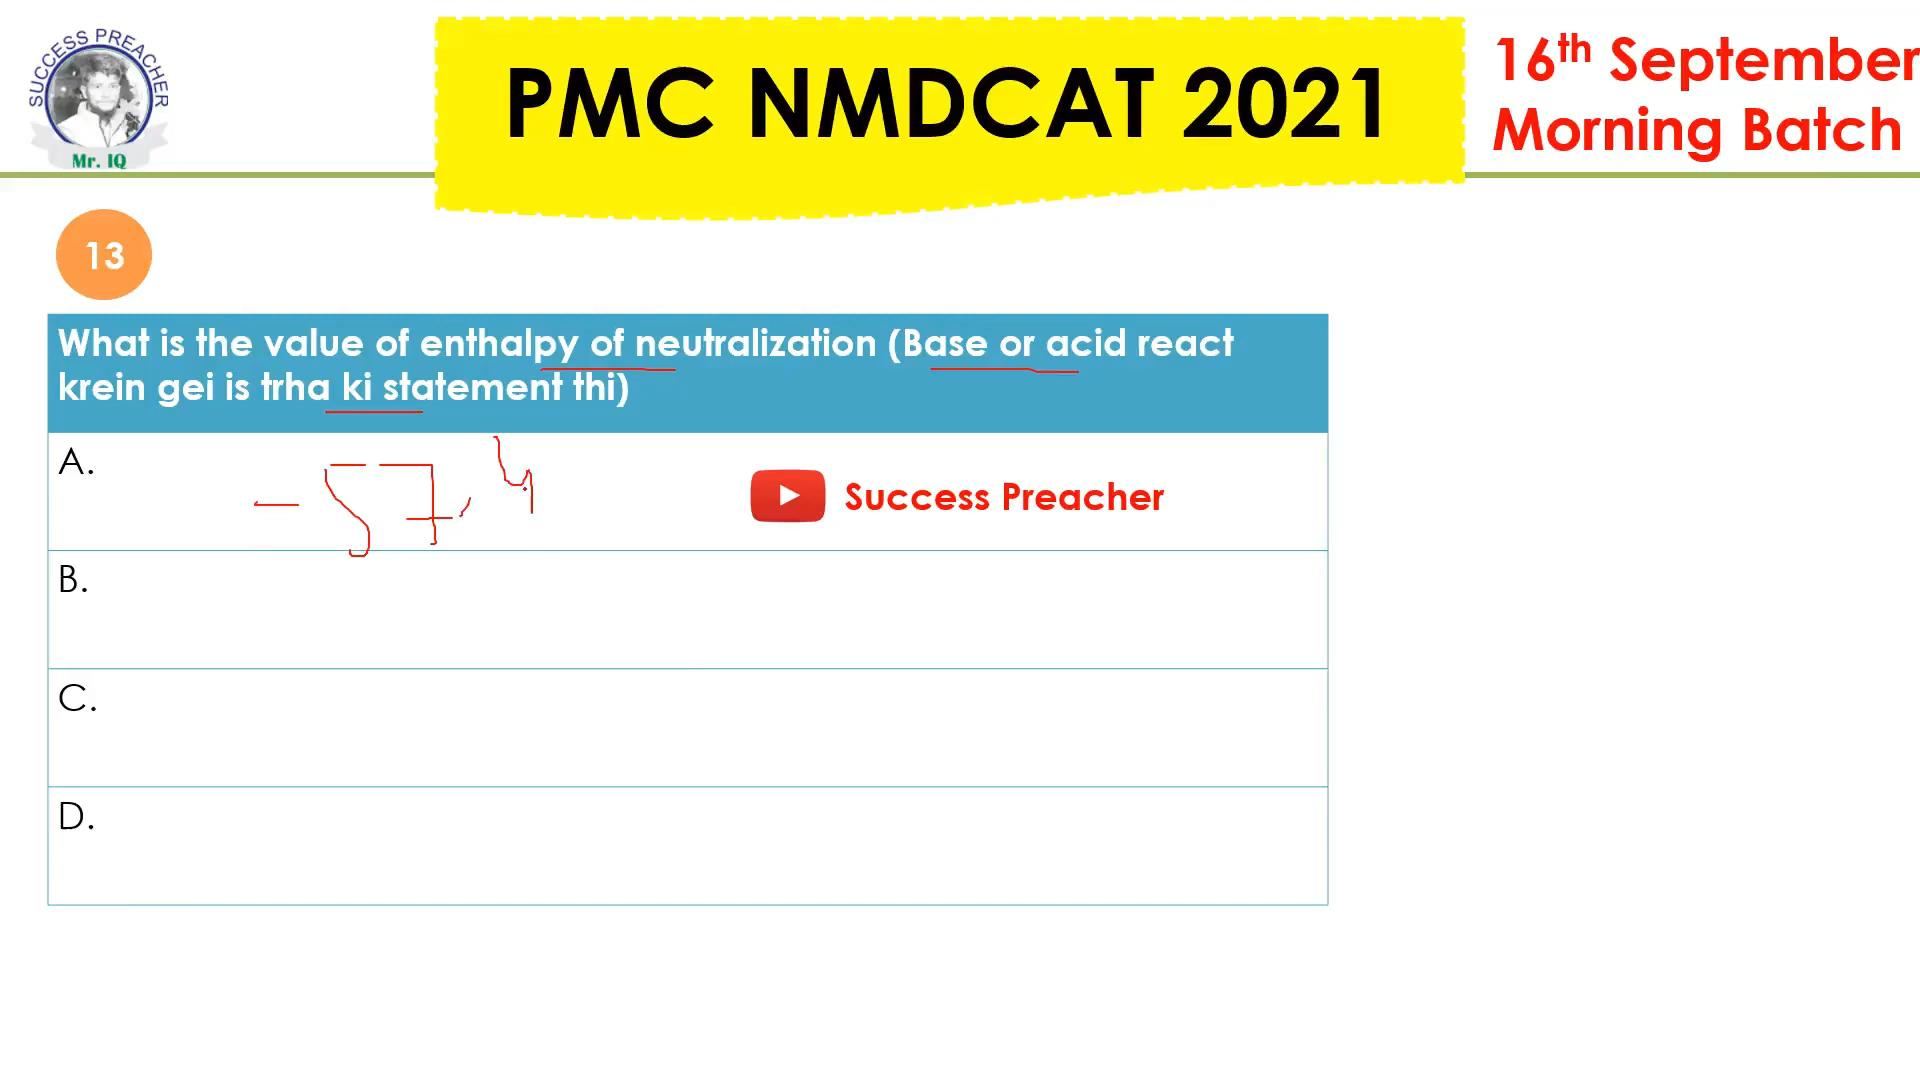 SUCCESS PREACHER
Mr. IQ
PMC NMDCAT 2021
16th September
Morning Batch
13
What is the value of enthalpy of neutralization (Base or acid react
krein gei is trha ki statement thi)
A.
-57.4
Success Preacher
B.
C.
D.